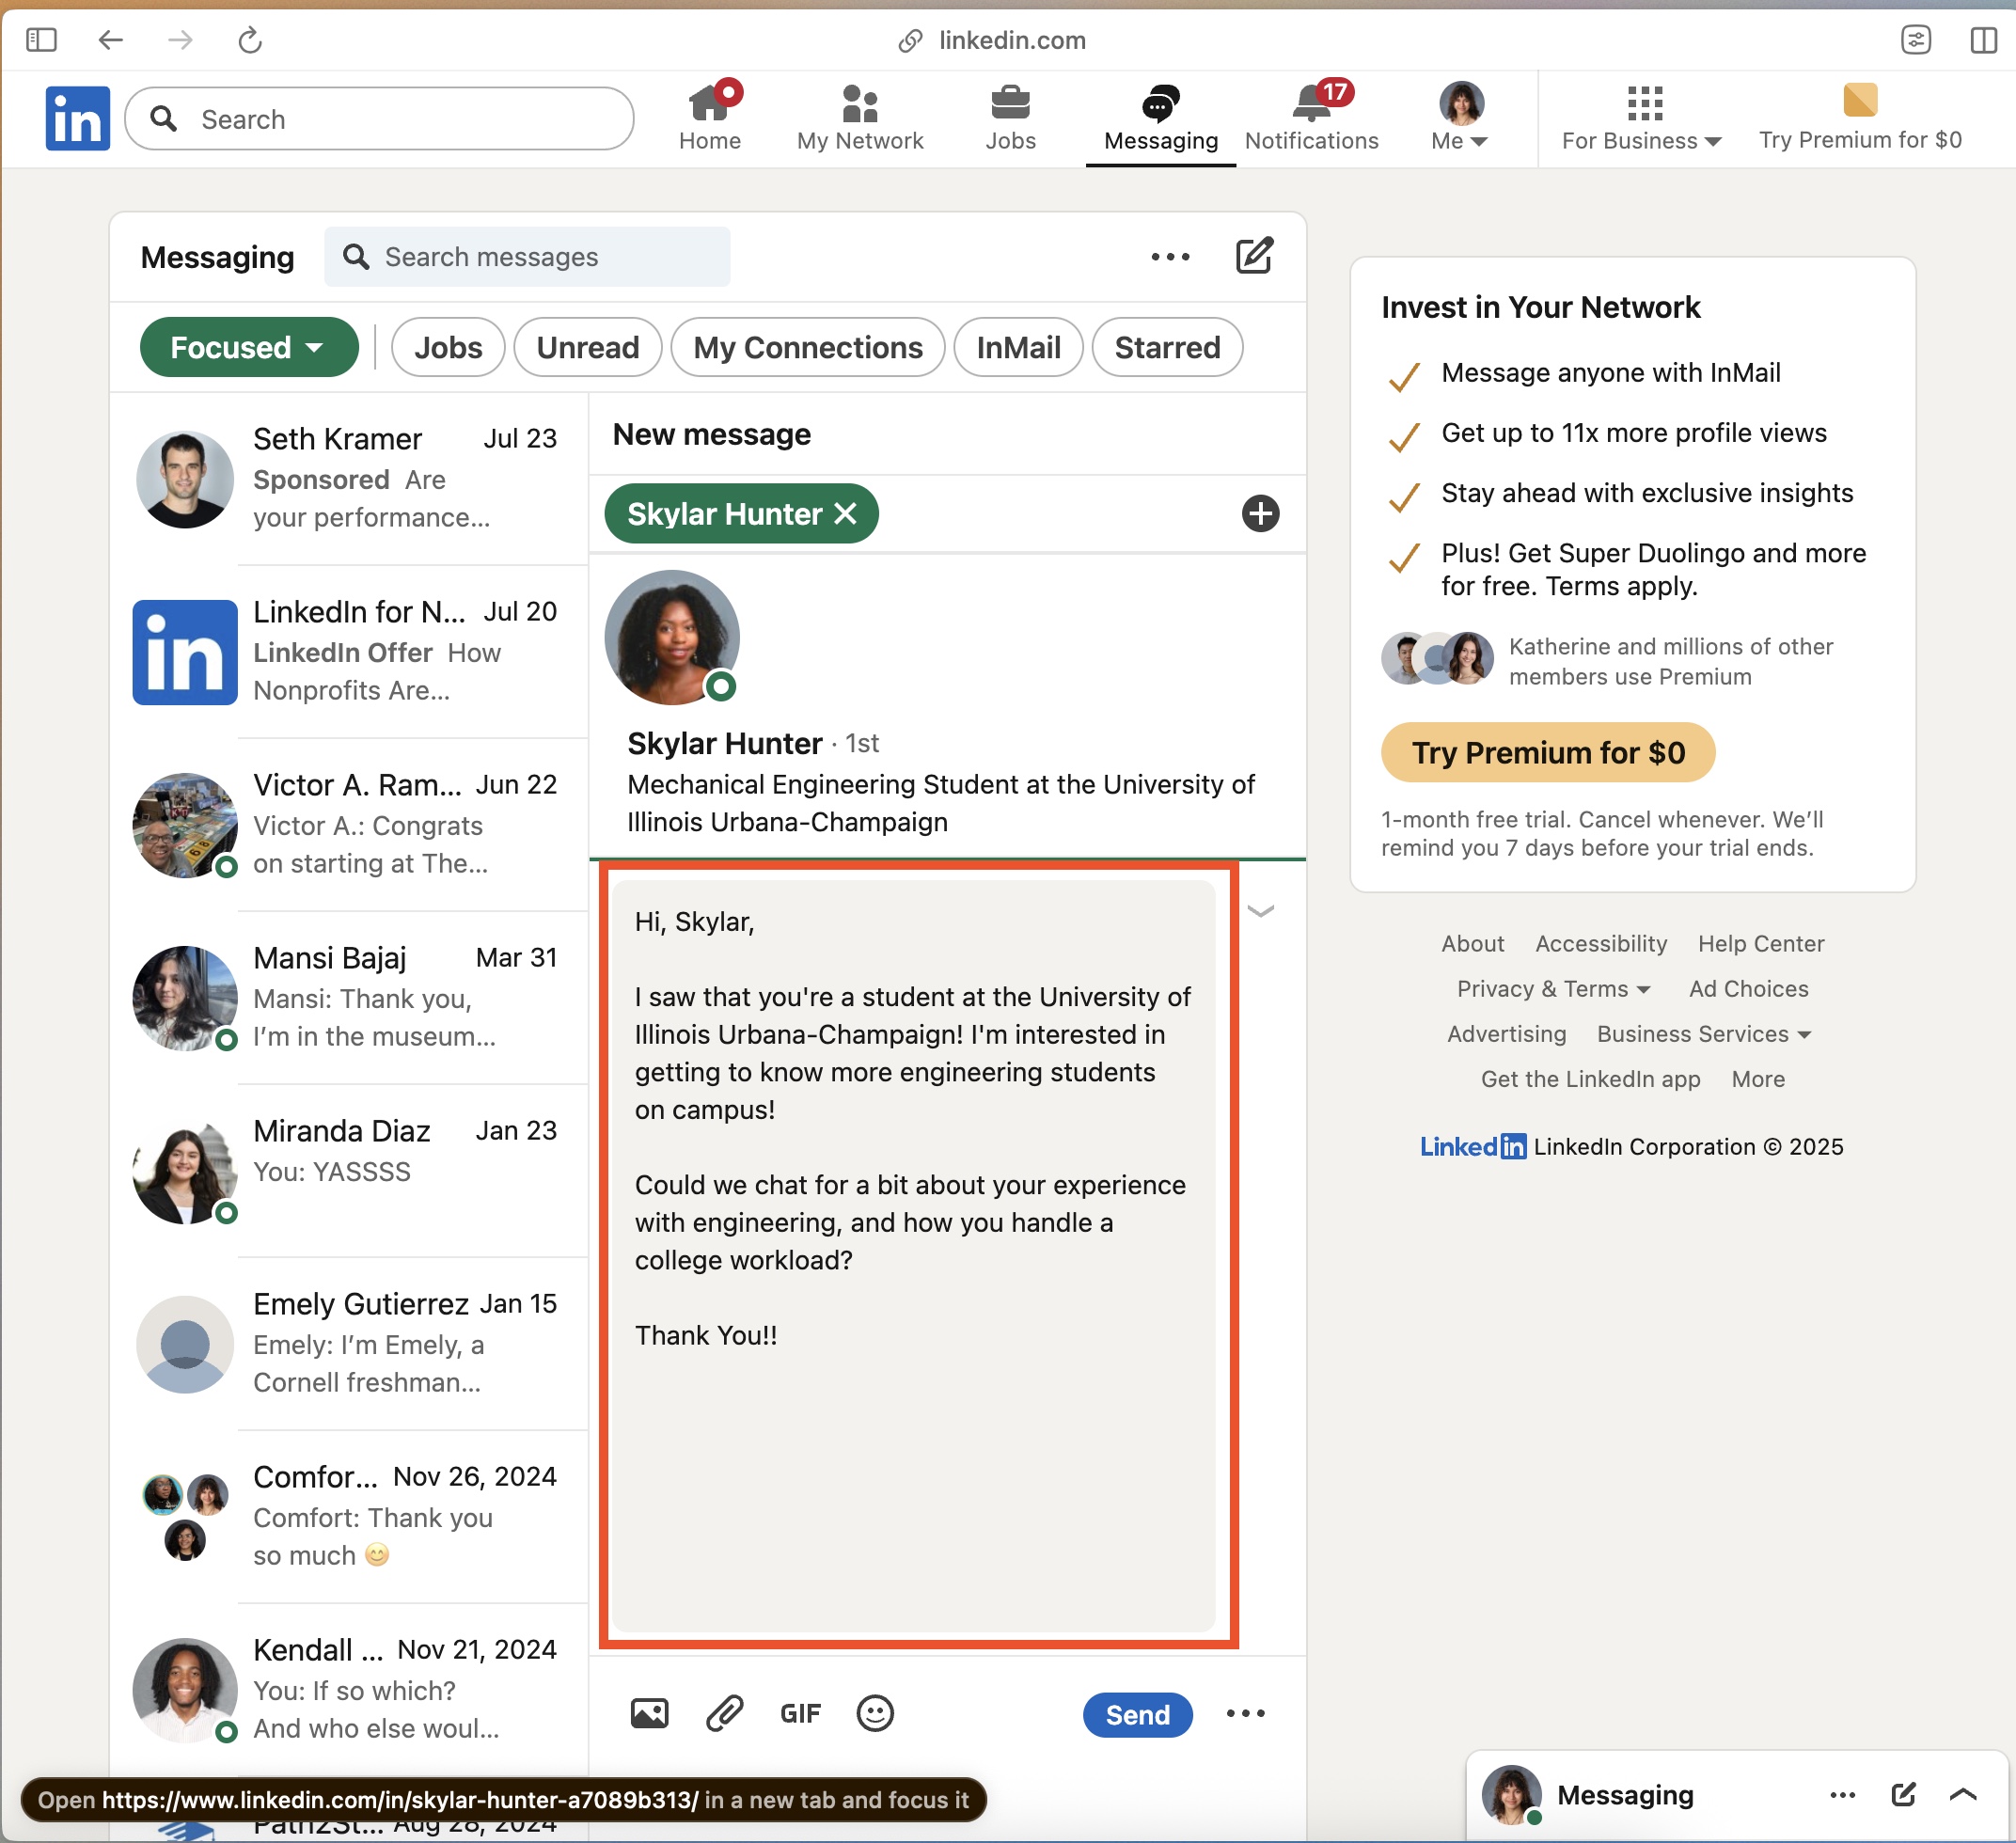 linkedin.com
in
Search
Home
My Network
Jobs
Messaging
17
Notifications
Me
For Business
Try Premium for $0
Messaging
Search messages
Focused
Jobs
Unread
My Connections
InMail
Starred
Seth Kramer Jul 23
Sponsored Are
your performance...
LinkedIn for N... Jul 20
LinkedIn Offer How
Nonprofits Are...
in
Victor A. Ram... Jun 22
Victor A.: Congrats
on starting at The...
Mansi Bajaj Mar 31
Mansi: Thank you,
I'm in the museum...
Miranda Diaz Jan 23
You: YASSSS
Emely Gutierrez Jan 15
Emely: I'm Emely, a
Cornell freshman...
Comfor... Nov 26, 2024
Comfort: Thank you
so much 😊
Kendall ... Nov 21, 2024
You: If so which?
And who else woul...
Path2St... Aug 28, 2024
New message
Skylar Hunter
Skylar Hunter · 1st
Mechanical Engineering Student at the University of
Illinois Urbana-Champaign
Hi, Skylar,
I saw that you're a student at the University of
Illinois Urbana-Champaign! I'm interested in
getting to know more engineering students
on campus!
Could we chat for a bit about your experience
with engineering, and how you handle a
college workload?
Thank You!!
GIF
Send
Invest in Your Network
Message anyone with InMail
Get up to 11x more profile views
Stay ahead with exclusive insights
Plus! Get Super Duolingo and more
for free. Terms apply.
Katherine and millions of other
members use Premium
Try Premium for $0
1-month free trial. Cancel whenever. We'll
remind you 7 days before your trial ends.
About Accessibility Help Center
Privacy & Terms Ad Choices
Advertising Business Services
Get the LinkedIn app More
LinkedIn LinkedIn Corporation © 2025
Open https://www.linkedin.com/in/skylar-hunter-a7089b313/ in a new tab and focus it
Messaging